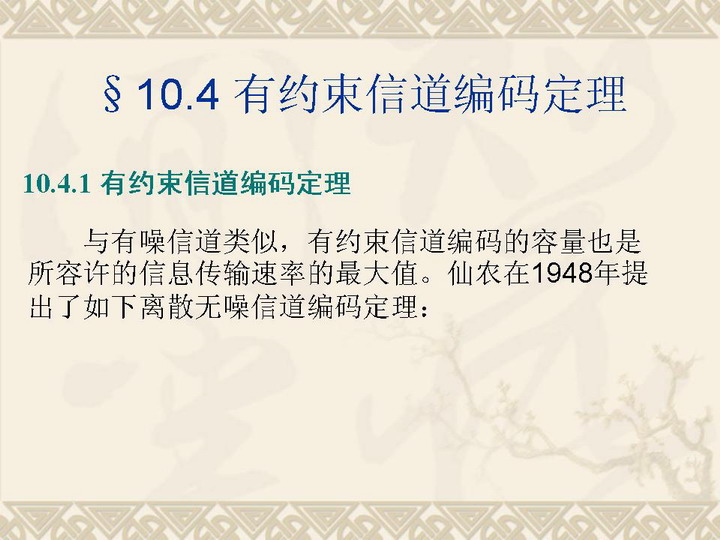 §10.4 有约束信道编码定理
10.4.1 有约束信道编码定理
与有噪信道类似，有约束信道编码的容量也是
所容许的信息传输速率的最大值。仙农在1948年提
出了如下离散无噪信道编码定理：